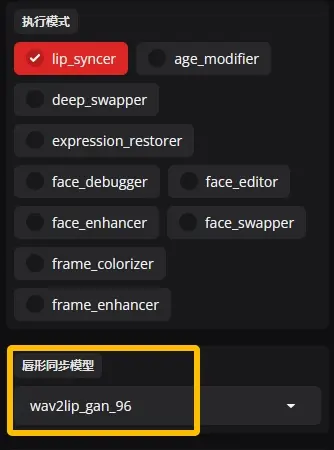 执行模式
lip_syncer age_modifier
deep_swapper
expression_restorer
face_debugger face_editor
face_enhancer face_swapper
frame_colorizer
frame_enhancer
唇形同步模型
wav2lip_gan_96